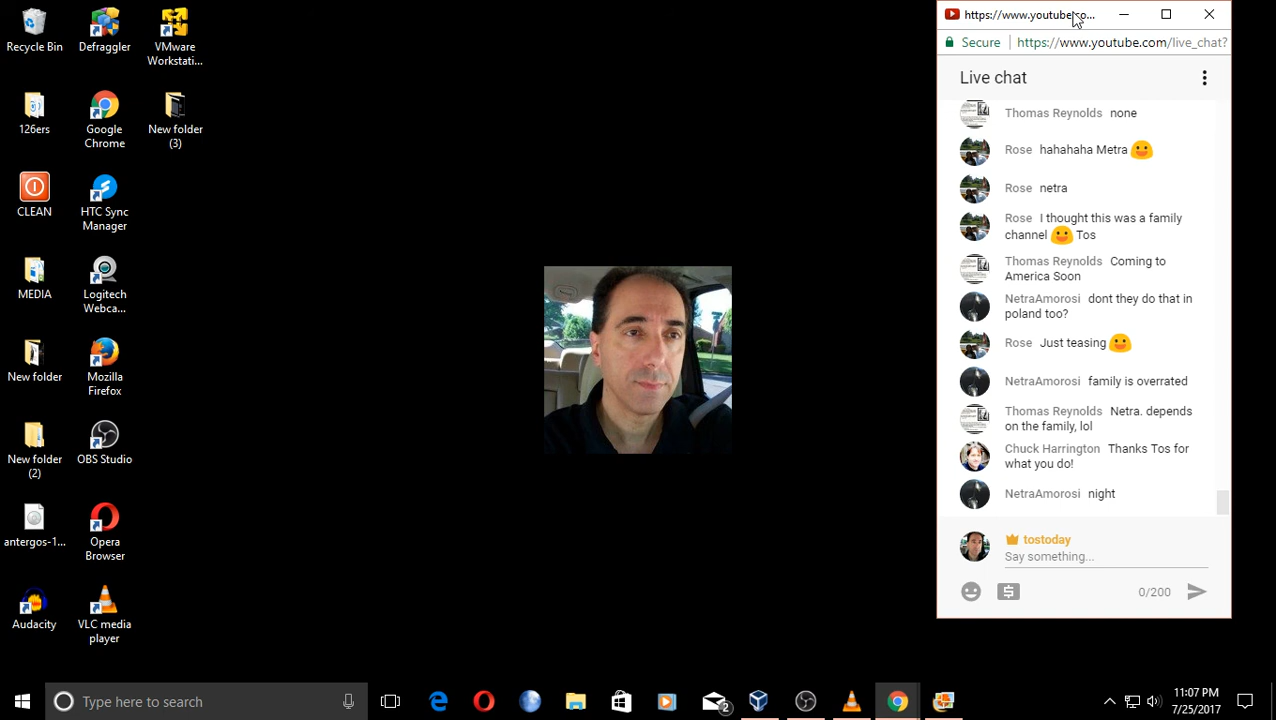 Recycle Bin
Defraggler
VMware
Workstati...
126ers
Google
Chrome
New folder
(3)
CLEAN
HTC Sync
Manager
MEDIA
Logitech
Webca...
New folder
Mozilla
Firefox
New folder
(2)
OBS Studio
antergos-1...
Opera
Browser
Audacity
VLC media
player
https://www.youtube.co...
Secure
https://www.youtube.com/live_chat?
Live chat
Thomas Reynolds none
Rose hahahaha Metra
Rose netra
Rose I thought this was a family
channel Tos
Thomas Reynolds Coming to
America Soon
NetraAmorosi dont they do that in
poland too?
Rose Just teasing
NetraAmorosi family is overrated
Thomas Reynolds Netra. depends
on the family, lol
Chuck Harrington Thanks Tos for
what you do!
NetraAmorosi night
tostoday
Say something...
0/200
Type here to search
2
11:07 PM
7/25/2017